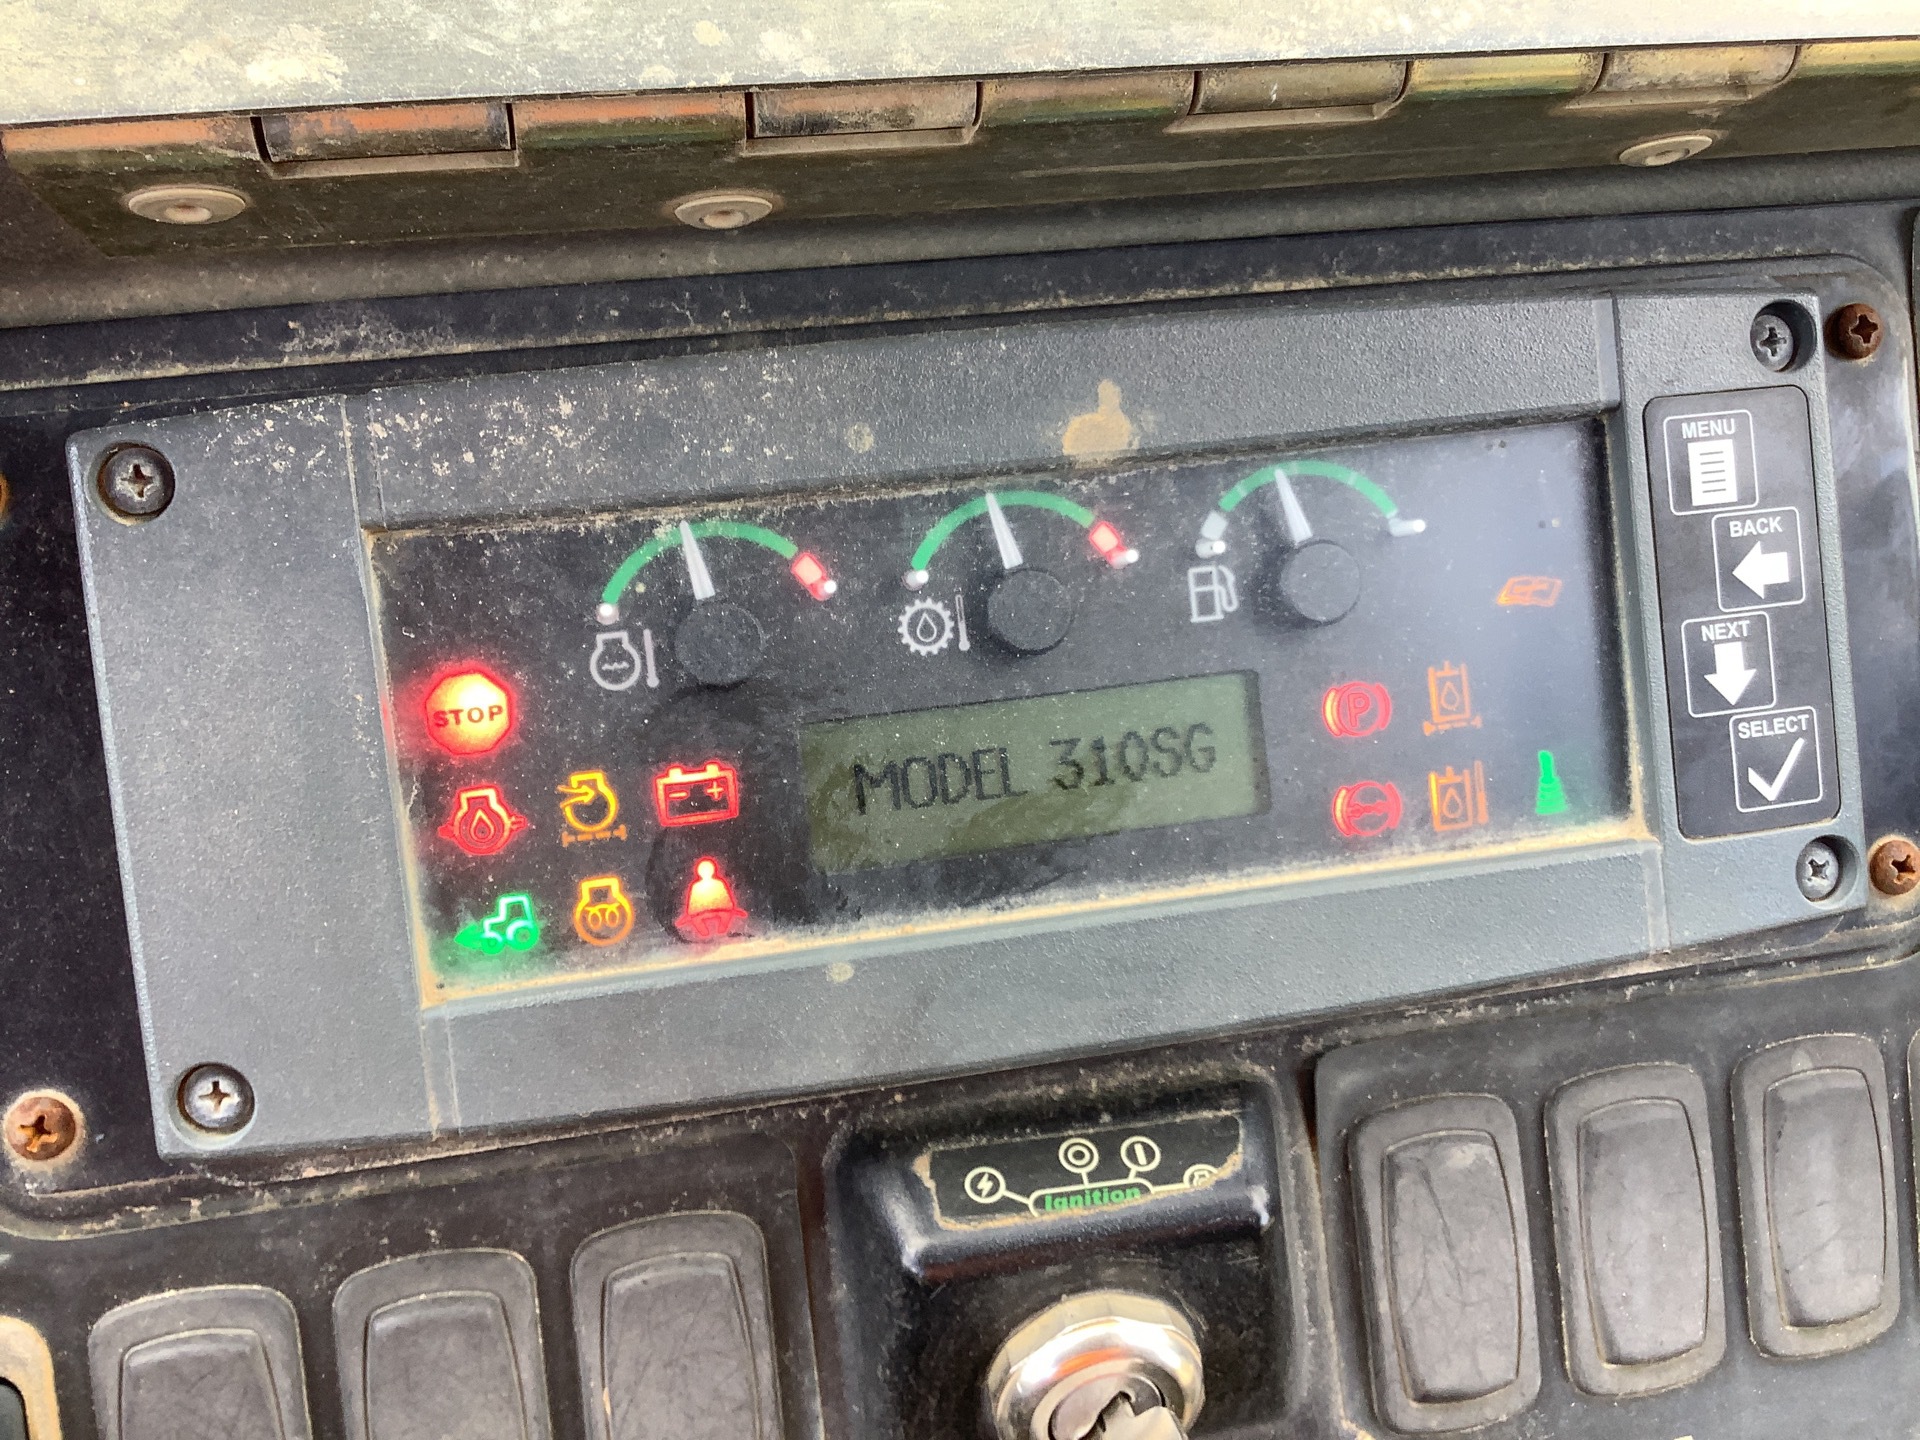 MENU
BACK
NEXT
SELECT
STOP
MODEL 310SG
P
Ignition